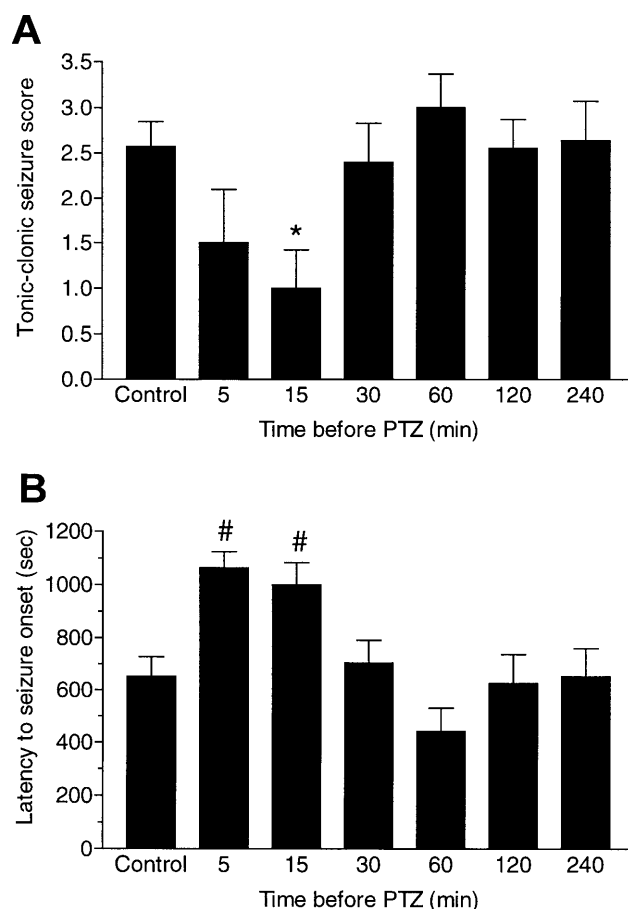 A
Tonic-clonic seizure score
3.5
3.0
2.5
2.0
1.5
1.0
0.5
0.0
*
Control 5 15 30 60 120 240
Time before PTZ (min)
B
Latency to seizure onset (sec)
1200
1000
800
600
400
200
0
# #
Control 5 15 30 60 120 240
Time before PTZ (min)